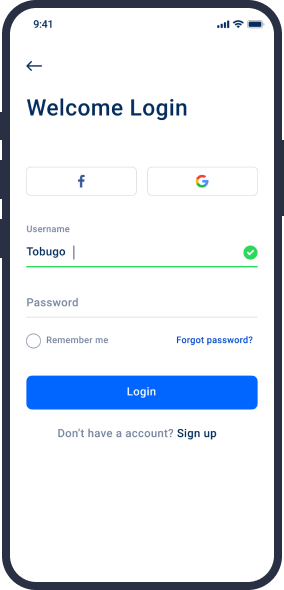 9:41
Welcome Login
f G
Username
Tobugo
Password
Remember me Forgot password?
Login
Don't have a account? Sign up